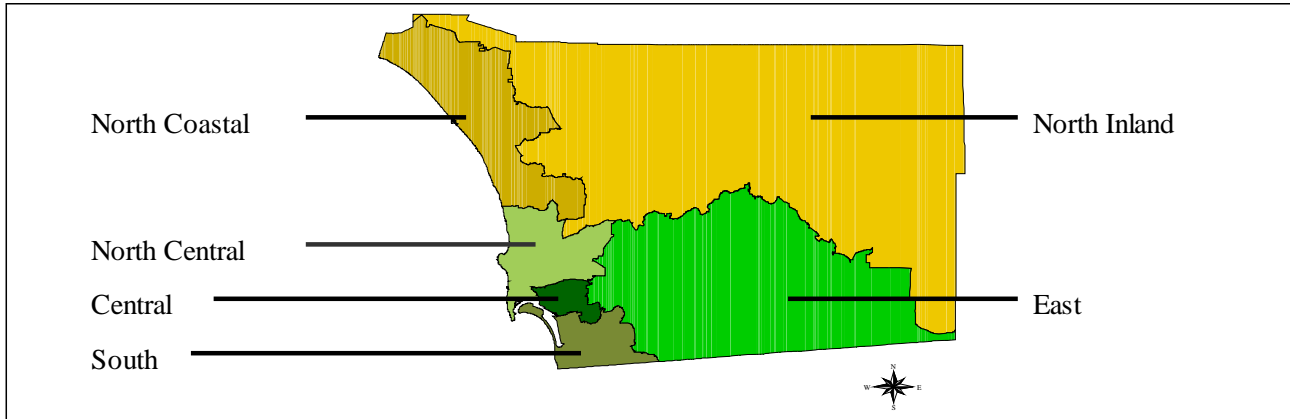 North Coastal
North Inland
North Central
Central
East
South
N
W E
S